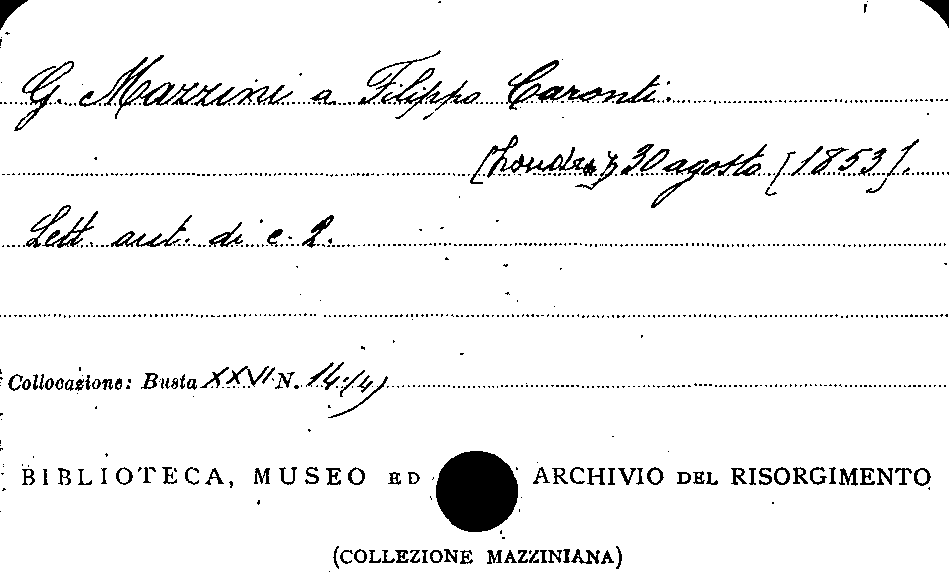 G. Mazzini a Filippo Caronti.
[Londra,] 30 agosto [1853].
Lett. aut. di c. 2.
Collocazione: Busta XXVI N. 14(4)
BIBLIOTECA, MUSEO ED ARCHIVIO DEL RISORGIMENTO
(COLLEZIONE MAZZINIANA)